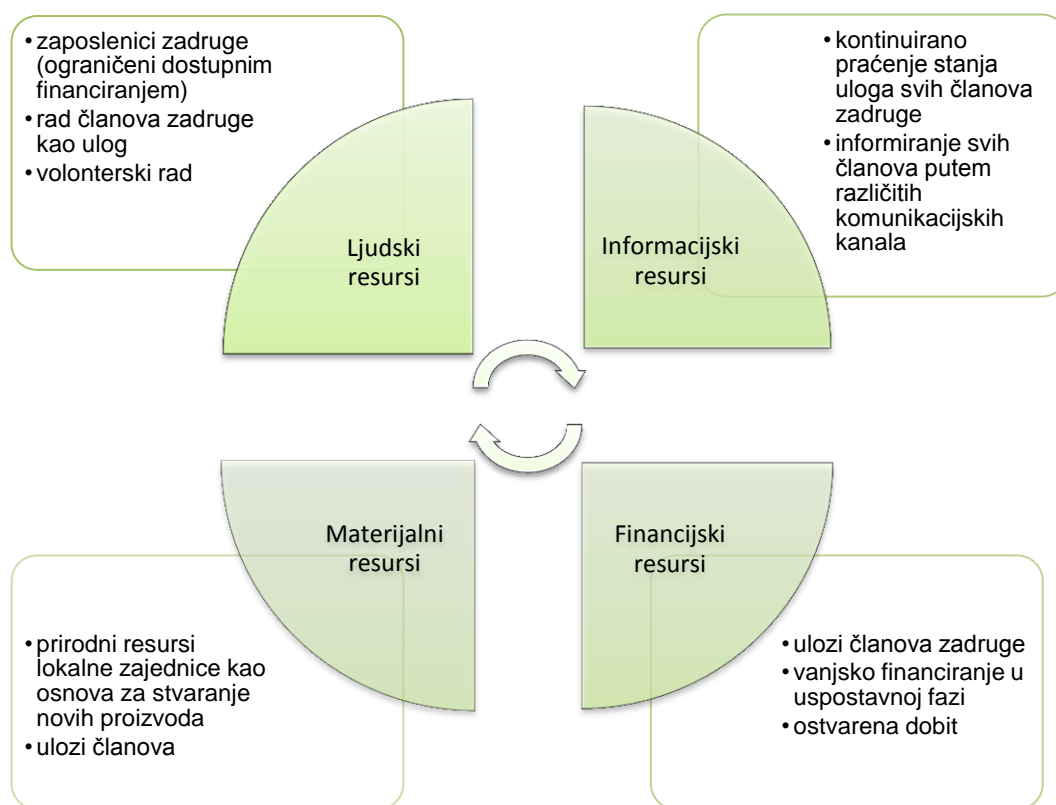 • zaposlenici zadruge
(ograničeni dostupnim
financiranjem)
• rad članova zadruge
kao ulog
• volonterski rad
• kontinuirano
praćenje stanja
uloga svih članova
zadruge
• informiranje svih
članova putem
različitih
komunikacijskih
kanala
Ljudski
resursi
Informacijski
resursi
Materijalni
resursi
Financijski
resursi
• prirodni resursi
lokalne zajednice kao
osnova za stvaranje
novih proizvoda
• ulozi članova
• ulozi članova zadruge
• vanjsko financiranje u
uspostavnoj fazi
• ostvarena dobit